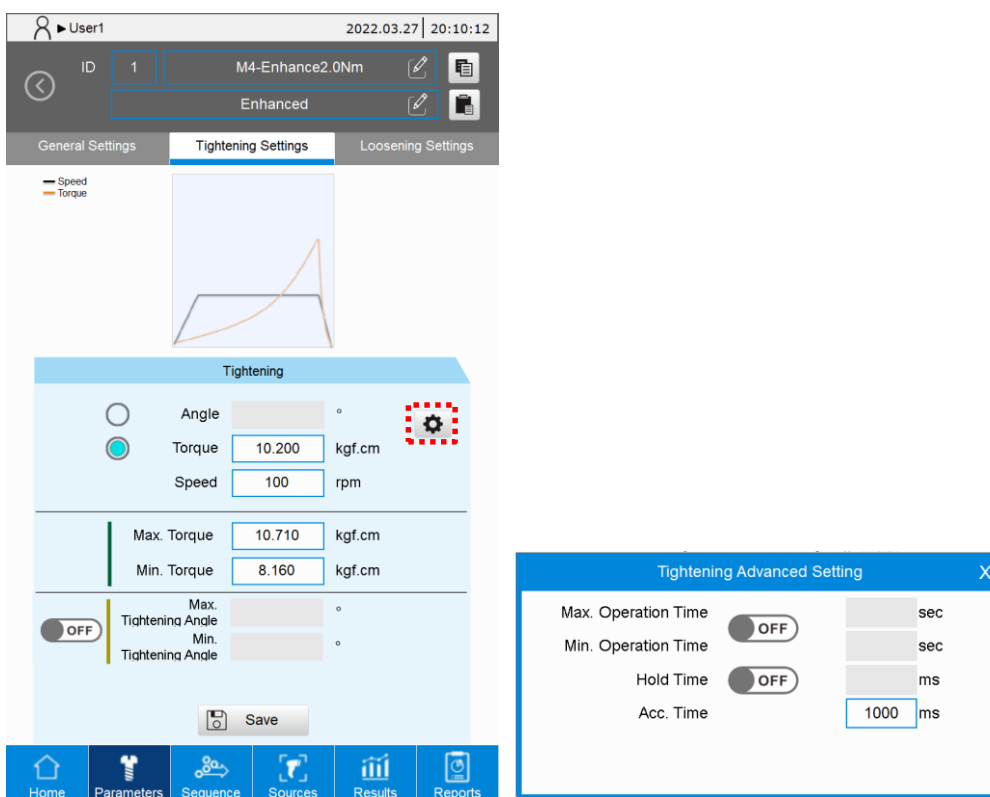 ►User1 2022.03.27 20:10:12
ID 1 M4-Enhance2.0Nm
Enhanced
General Settings Tightening Settings Loosening Settings
Speed
Torque
Tightening
Angle °
Torque 10.200 kgf.cm
Speed 100 rpm
Max. Torque 10.710 kgf.cm
Min. Torque 8.160 kgf.cm
Max.
Tightening Angle °
OFF
Min.
Tightening Angle °
Save
Home Parameters Sequence Sources Results Reports
Tightening Advanced Setting X
Max. Operation Time sec
OFF
Min. Operation Time sec
Hold Time OFF ms
Acc. Time 1000 ms